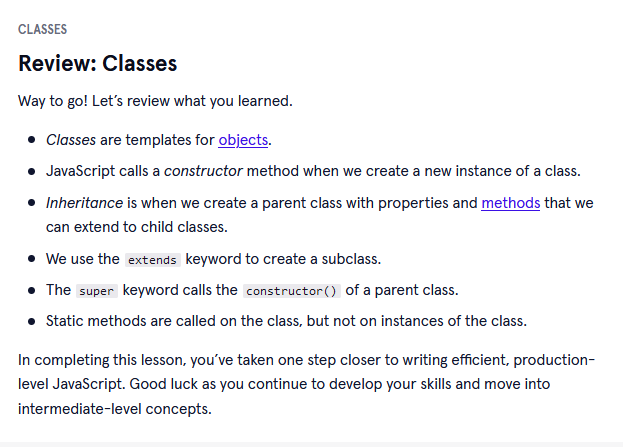 CLASSES
Review: Classes
Way to go! Let’s review what you learned.
• Classes are templates for objects.
• JavaScript calls a constructor method when we create a new instance of a class.
• Inheritance is when we create a parent class with properties and methods that we
can extend to child classes.
• We use the extends keyword to create a subclass.
• The super keyword calls the constructor() of a parent class.
• Static methods are called on the class, but not on instances of the class.
In completing this lesson, you’ve taken one step closer to writing efficient, production-
level JavaScript. Good luck as you continue to develop your skills and move into
intermediate-level concepts.